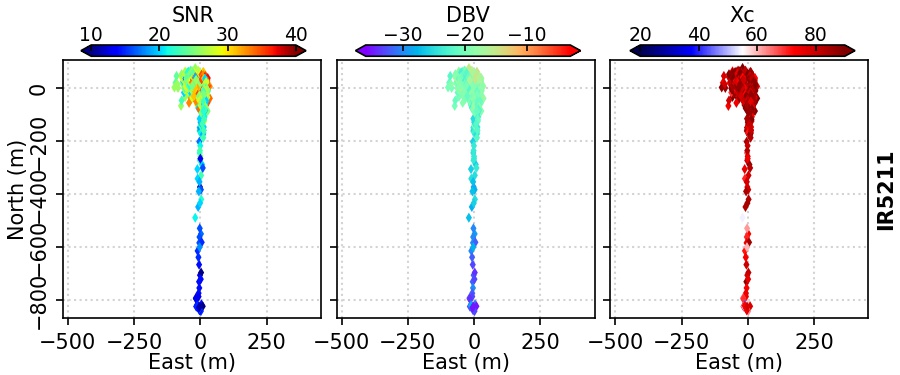 SNR DBV Xc
10 20 30 40 −30 −20 −10 20 40 60 80
North (m)
0
−200
−400
−600
−800
IR5211
−500 −250 0 250 −500 −250 0 250 −500 −250 0 250
East (m) East (m) East (m)